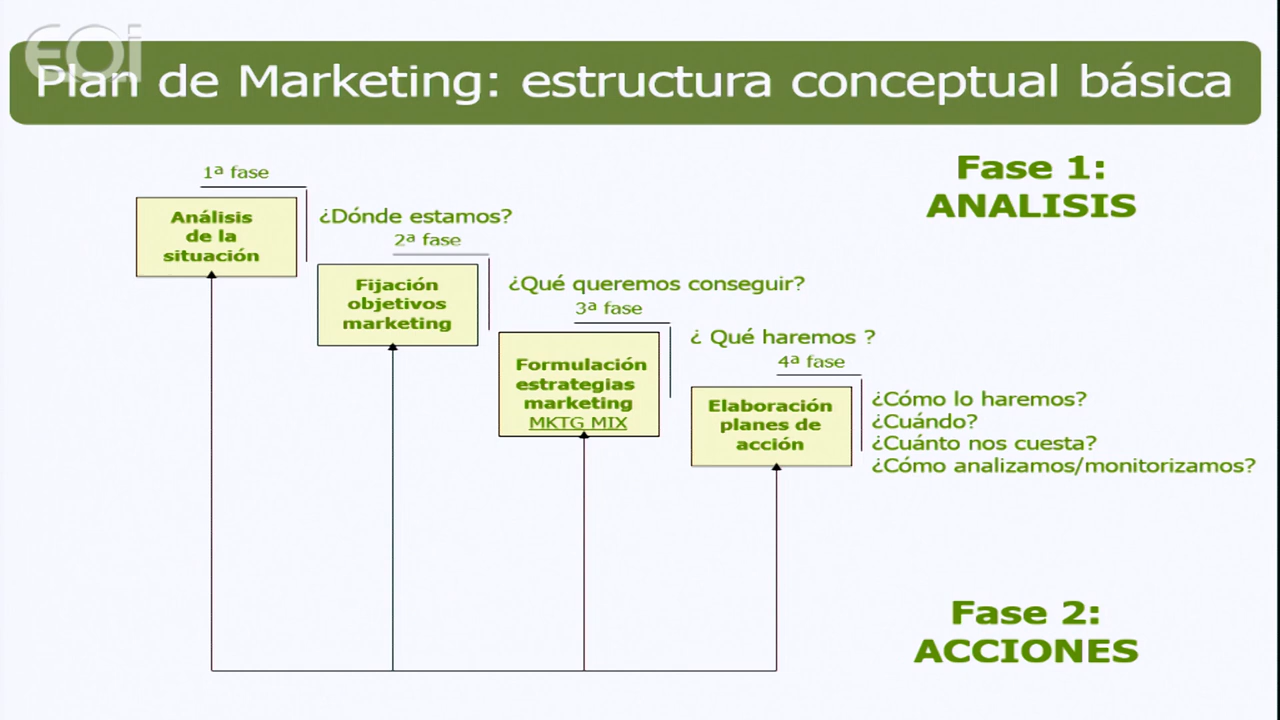 EOi
Plan de Marketing: estructura conceptual básica
Fase 1:
ANALISIS
1ª fase
Análisis
de la
situación
¿Dónde estamos?
2ª fase
Fijación
objetivos
marketing
¿Qué queremos conseguir?
3ª fase
Formulación
estrategias
marketing
MKTG MIX
¿ Qué haremos ?
4ª fase
Elaboración
planes de
acción
¿Cómo lo haremos?
¿Cuándo?
¿Cuánto nos cuesta?
¿Cómo analizamos/monitorizamos?
Fase 2:
ACCIONES